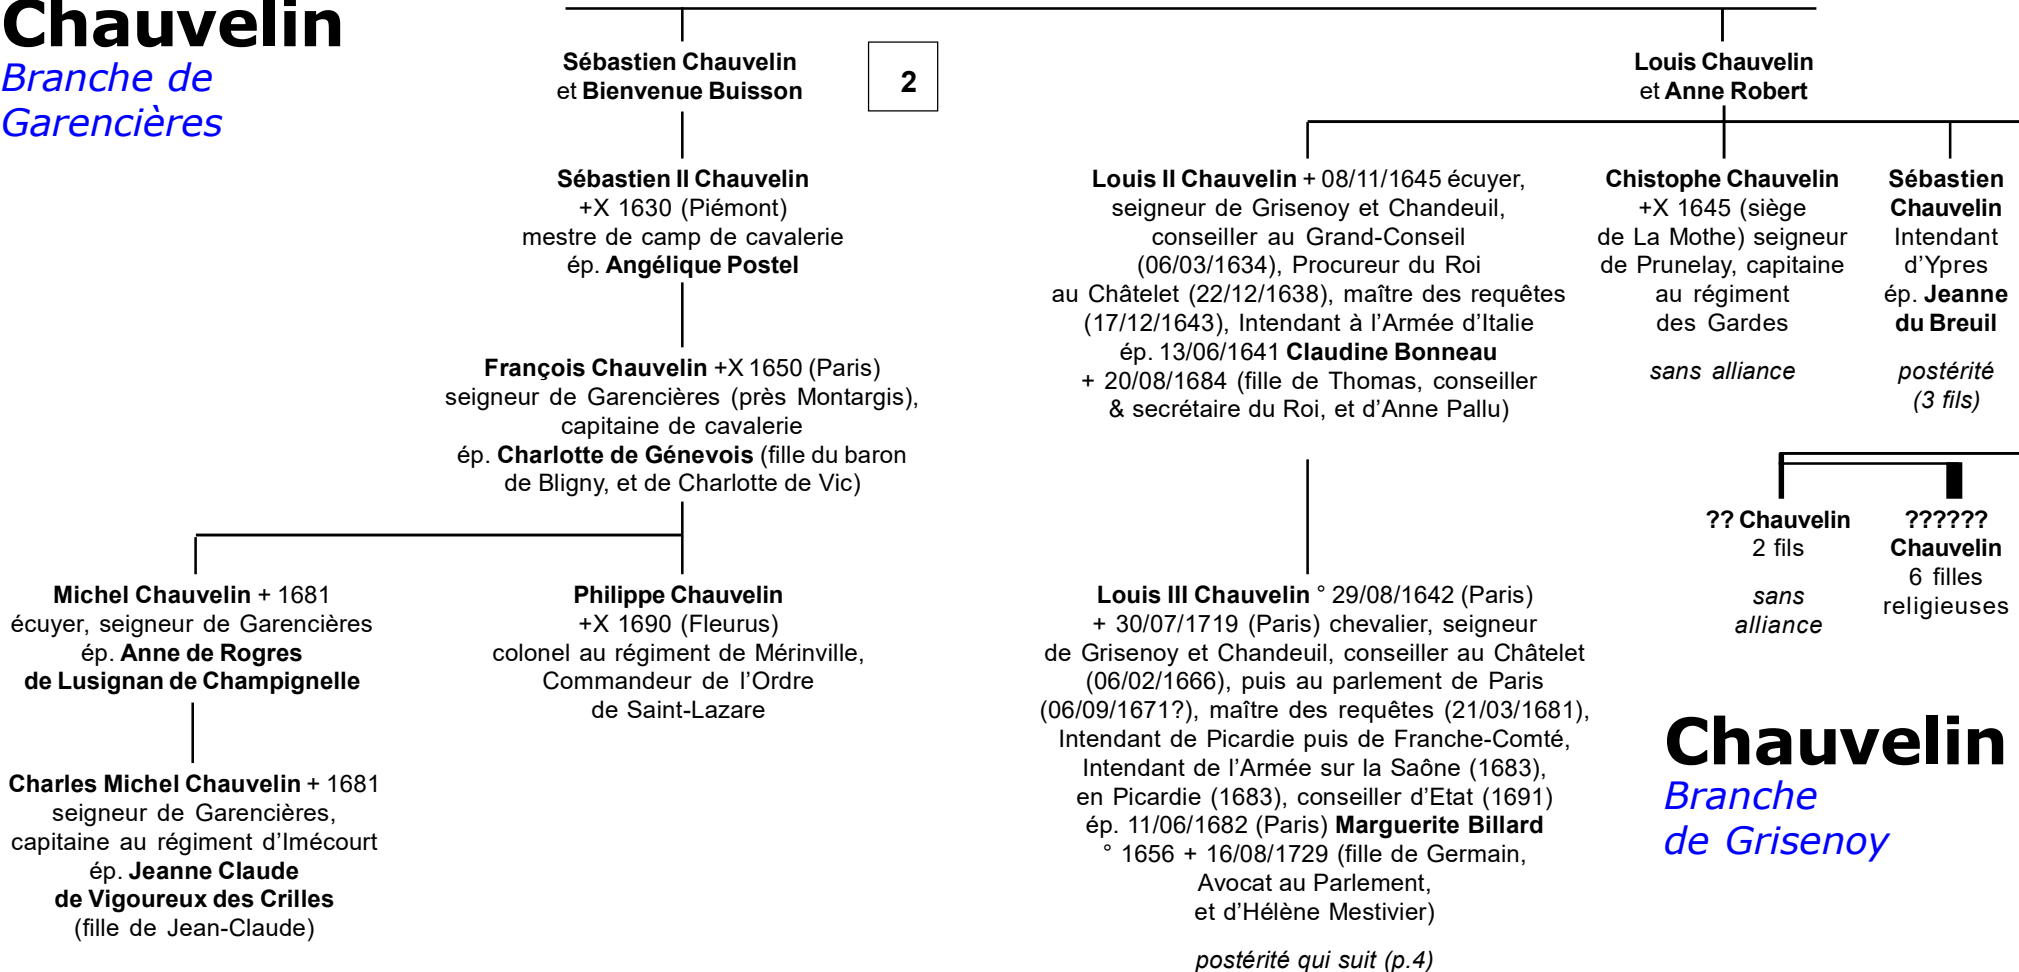 Chauvelin
Branche de
Garencières
Sébastien Chauvelin
et Bienvenue Buisson
2
Louis Chauvelin
et Anne Robert
Sébastien II Chauvelin
+X 1630 (Piémont)
mestre de camp de cavalerie
ép. Angélique Postel
François Chauvelin +X 1650 (Paris)
seigneur de Garencières (près Montargis),
capitaine de cavalerie
ép. Charlotte de Génevois (fille du baron
de Bligny, et de Charlotte de Vic)
Michel Chauvelin + 1681
écuyer, seigneur de Garencières
ép. Anne de Rogres
de Lusignan de Champignelle
Philippe Chauvelin
+X 1690 (Fleurus)
colonel au régiment de Mérinville,
Commandeur de l’Ordre
de Saint-Lazare
Charles Michel Chauvelin + 1681
seigneur de Garencières,
capitaine au régiment d’Imécourt
ép. Jeanne Claude
de Vigoureux des Crilles
(fille de Jean-Claude)
Louis II Chauvelin + 08/11/1645 écuyer,
seigneur de Grisenoy et Chandeuil,
conseiller au Grand-Conseil
(06/03/1634), Procureur du Roi
au Châtelet (22/12/1638), maître des requêtes
(17/12/1643), Intendant à l’Armée d’Italie
ép. 13/06/1641 Claudine Bonneau
+ 20/08/1684 (fille de Thomas, conseiller
& secrétaire du Roi, et d’Anne Pallu)
Chistophe Chauvelin
+X 1645 (siège
de La Mothe) seigneur
de Prunelay, capitaine
au régiment
des Gardes
sans alliance
Sébastien
Chauvelin
Intendant
d’Ypres
ép. Jeanne
du Breuil
postérité
(3 fils)
?? Chauvelin
2 fils
sans
alliance
??????
Chauvelin
6 filles
religieuses
Louis III Chauvelin ° 29/08/1642 (Paris)
+ 30/07/1719 (Paris) chevalier, seigneur
de Grisenoy et Chandeuil, conseiller au Châtelet
(06/02/1666), puis au parlement de Paris
(06/09/1671?), maître des requêtes (21/03/1681),
Intendant de Picardie puis de Franche-Comté,
Intendant de l’Armée sur la Saône (1683),
en Picardie (1683), conseiller d’Etat (1691)
ép. 11/06/1682 (Paris) Marguerite Billard
° 1656 + 16/08/1729 (fille de Germain,
Avocat au Parlement,
et d’Hélène Mestivier)
postérité qui suit (p.4)
Chauvelin
Branche
de Grisenoy